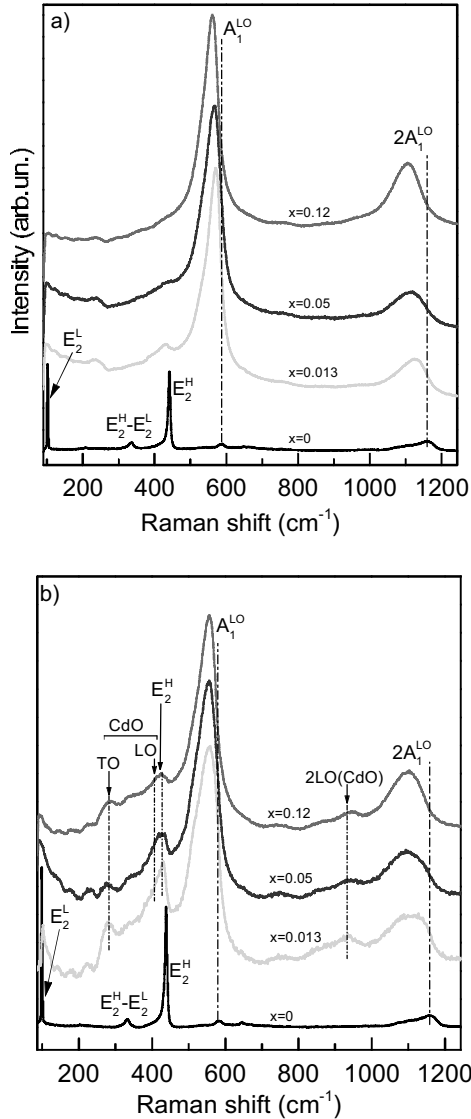 a)
A₁ᴸᴼ
2A₁ᴸᴼ
x=0.12
x=0.05
E₂ᴸ
x=0.013
E₂ᴴ-E₂ᴸ
E₂ᴴ
x=0
Intensity (arb.un.)
200 400 600 800 1000 1200
Raman shift (cm⁻¹)
b)
A₁ᴸᴼ
E₂ᴴ
CdO
TO
LO
2LO(CdO)
2A₁ᴸᴼ
x=0.12
x=0.05
E₂ᴸ
x=0.013
E₂ᴴ-E₂ᴸ
E₂ᴴ
x=0
200 400 600 800 1000 1200
Raman shift (cm⁻¹)